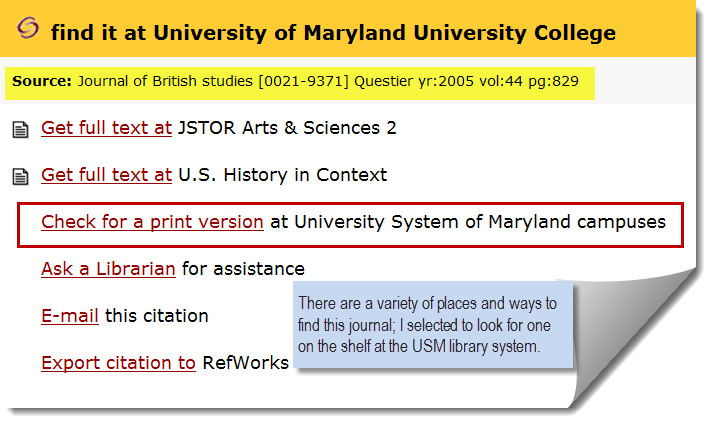 find it at University of Maryland University College
Source: Journal of British studies [0021-9371] Questier yr:2005 vol:44 pg:829
Get full text at JSTOR Arts & Sciences 2
Get full text at U.S. History in Context
Check for a print version at University System of Maryland campuses
Ask a Librarian for assistance
E-mail this citation
Export citation to RefWorks
There are a variety of places and ways to
find this journal; I selected to look for one
on the shelf at the USM library system.